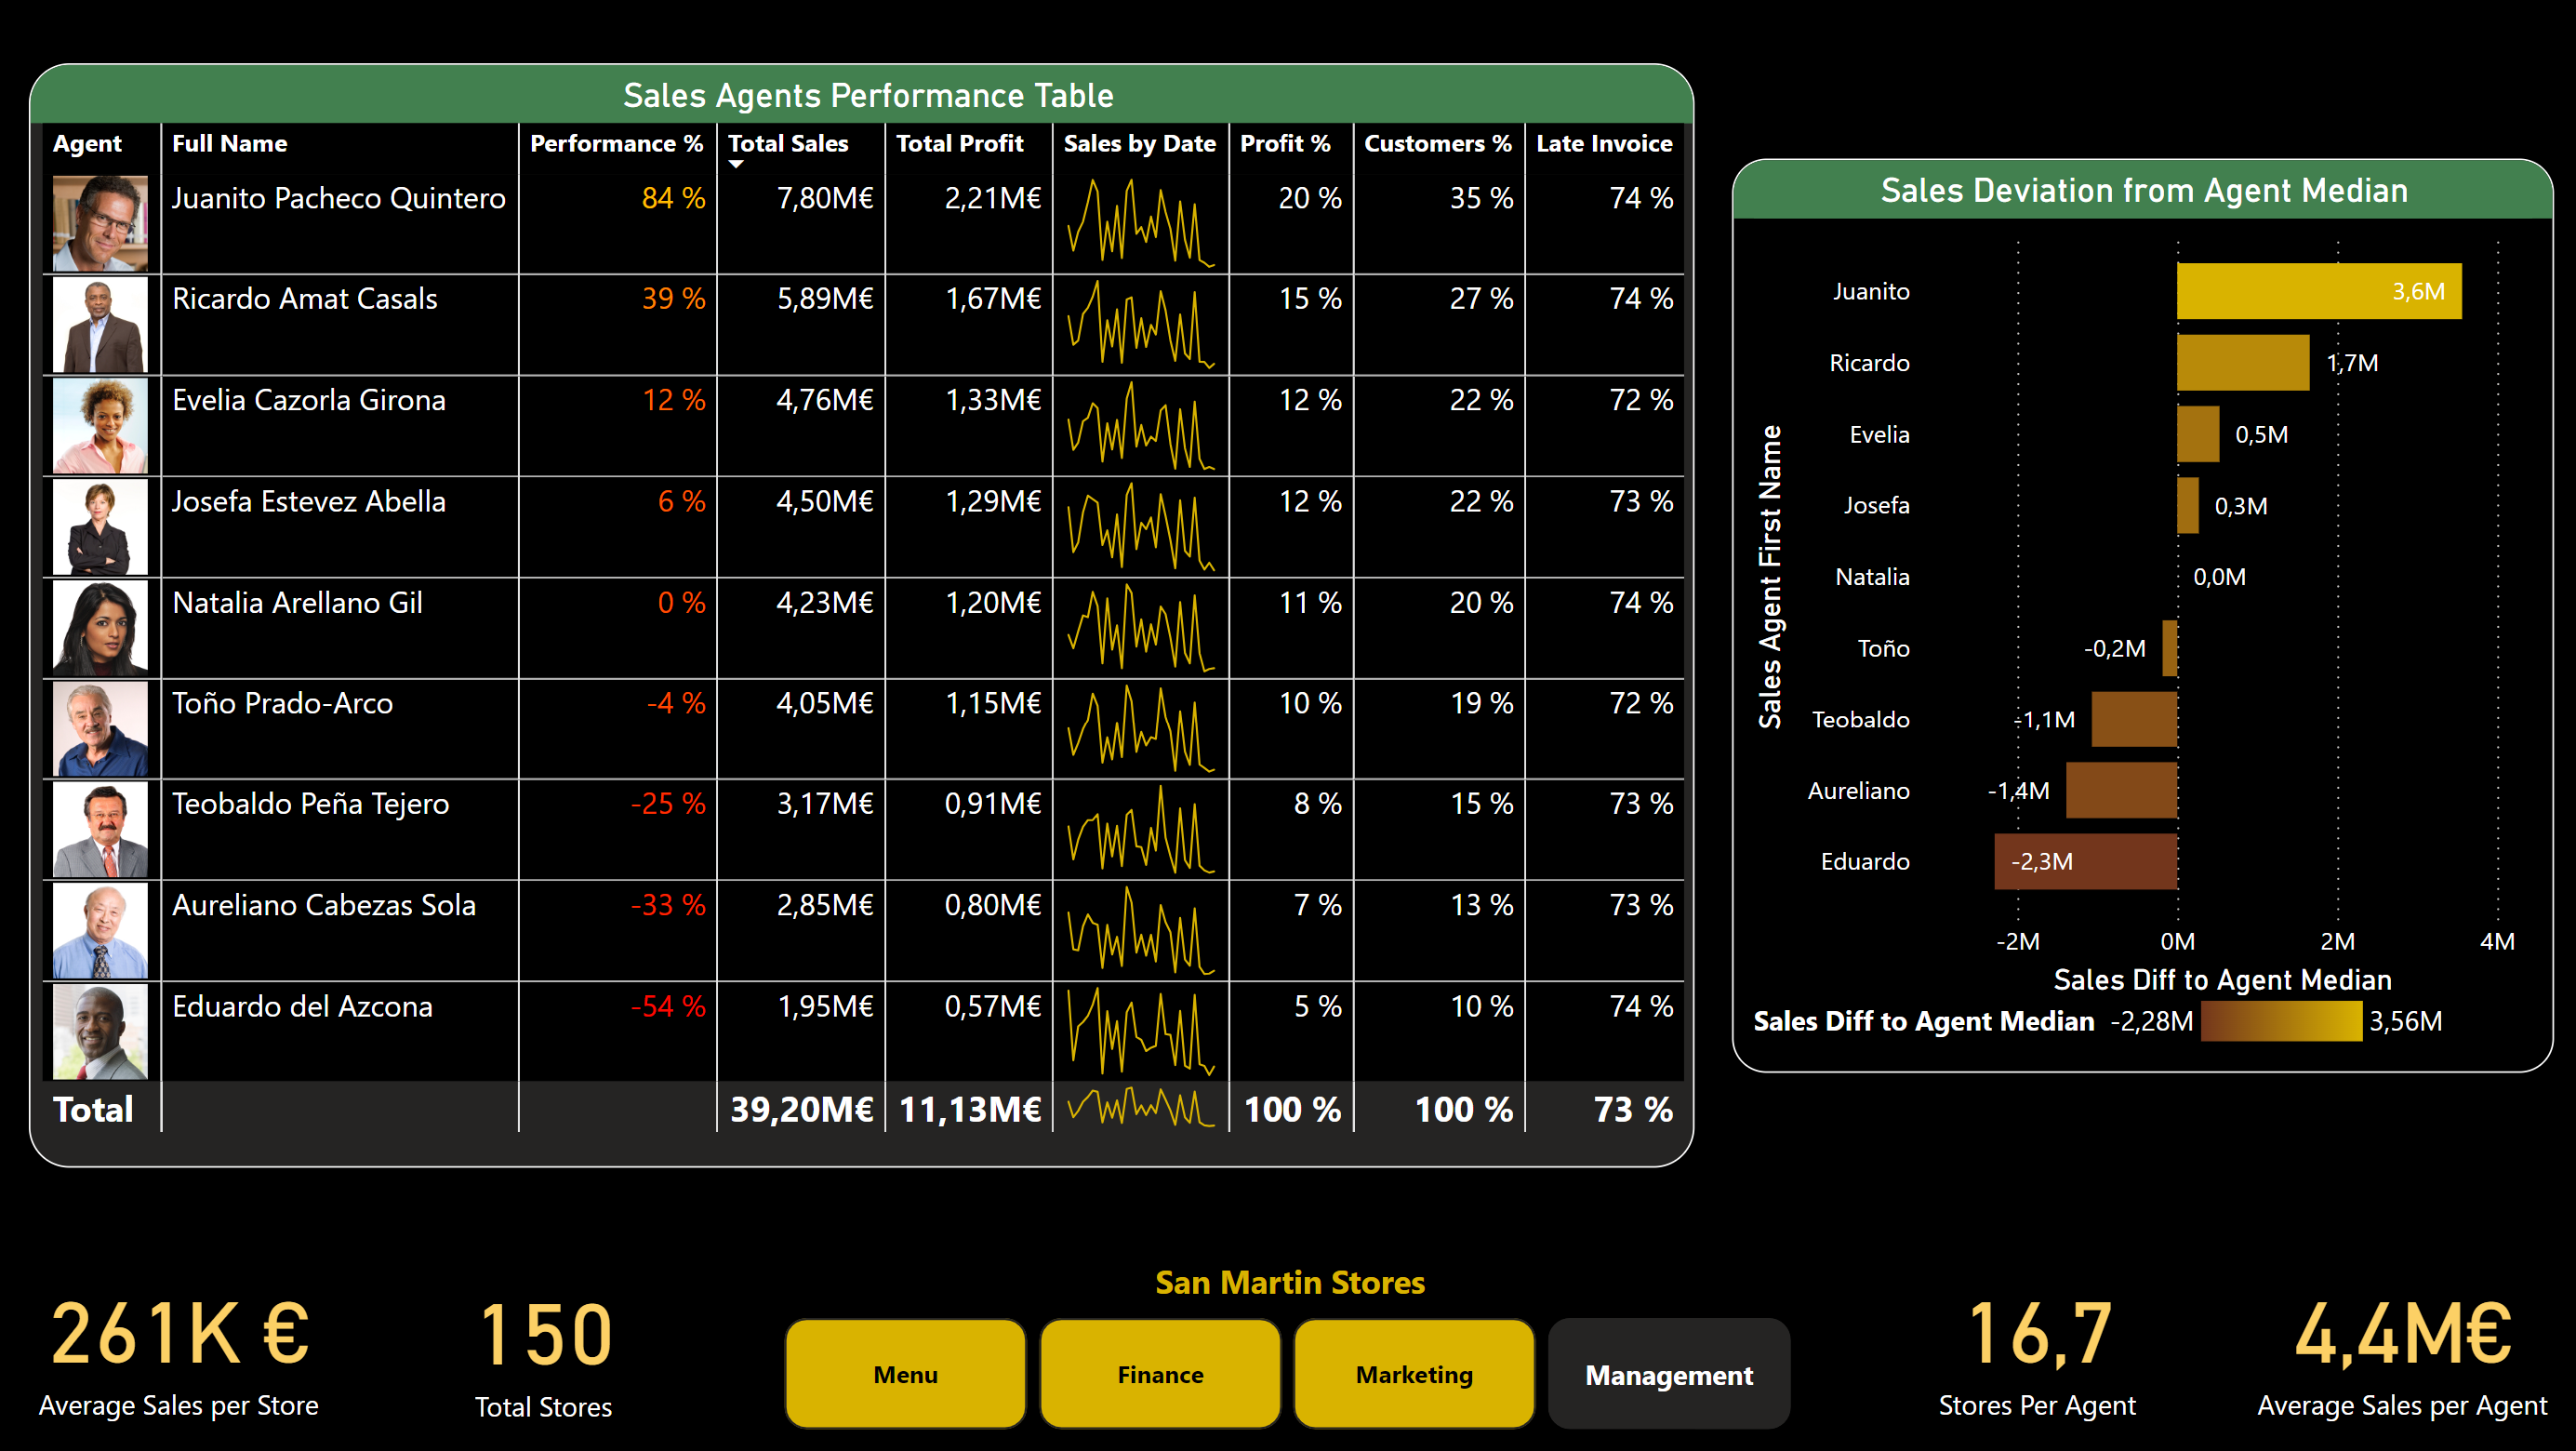 Sales Agents Performance Table
Agent Full Name Performance % Total Sales Total Profit Sales by Date Profit % Customers % Late Invoice
Juanito Pacheco Quintero 84 % 7,80M€ 2,21M€ 20 % 35 % 74 %
Ricardo Amat Casals 39 % 5,89M€ 1,67M€ 15 % 27 % 74 %
Evelia Cazorla Girona 12 % 4,76M€ 1,33M€ 12 % 22 % 72 %
Josefa Estevez Abella 6 % 4,50M€ 1,29M€ 12 % 22 % 73 %
Natalia Arellano Gil 0 % 4,23M€ 1,20M€ 11 % 20 % 74 %
Toño Prado-Arco -4 % 4,05M€ 1,15M€ 10 % 19 % 72 %
Teobaldo Peña Tejero -25 % 3,17M€ 0,91M€ 8 % 15 % 73 %
Aureliano Cabezas Sola -33 % 2,85M€ 0,80M€ 7 % 13 % 73 %
Eduardo del Azcona -54 % 1,95M€ 0,57M€ 5 % 10 % 74 %
Total 39,20M€ 11,13M€ 100 % 100 % 73 %
Sales Deviation from Agent Median
Sales Agent First Name
Juanito 3,6M
Ricardo 1,7M
Evelia 0,5M
Josefa 0,3M
Natalia 0,0M
Toño -0,2M
Teobaldo -1,1M
Aureliano -1,4M
Eduardo -2,3M
-2M 0M 2M 4M
Sales Diff to Agent Median
Sales Diff to Agent Median -2,28M 3,56M
261K €
Average Sales per Store
150
Total Stores
San Martin Stores
Menu Finance Marketing Management
16,7
Stores Per Agent
4,4M€
Average Sales per Agent